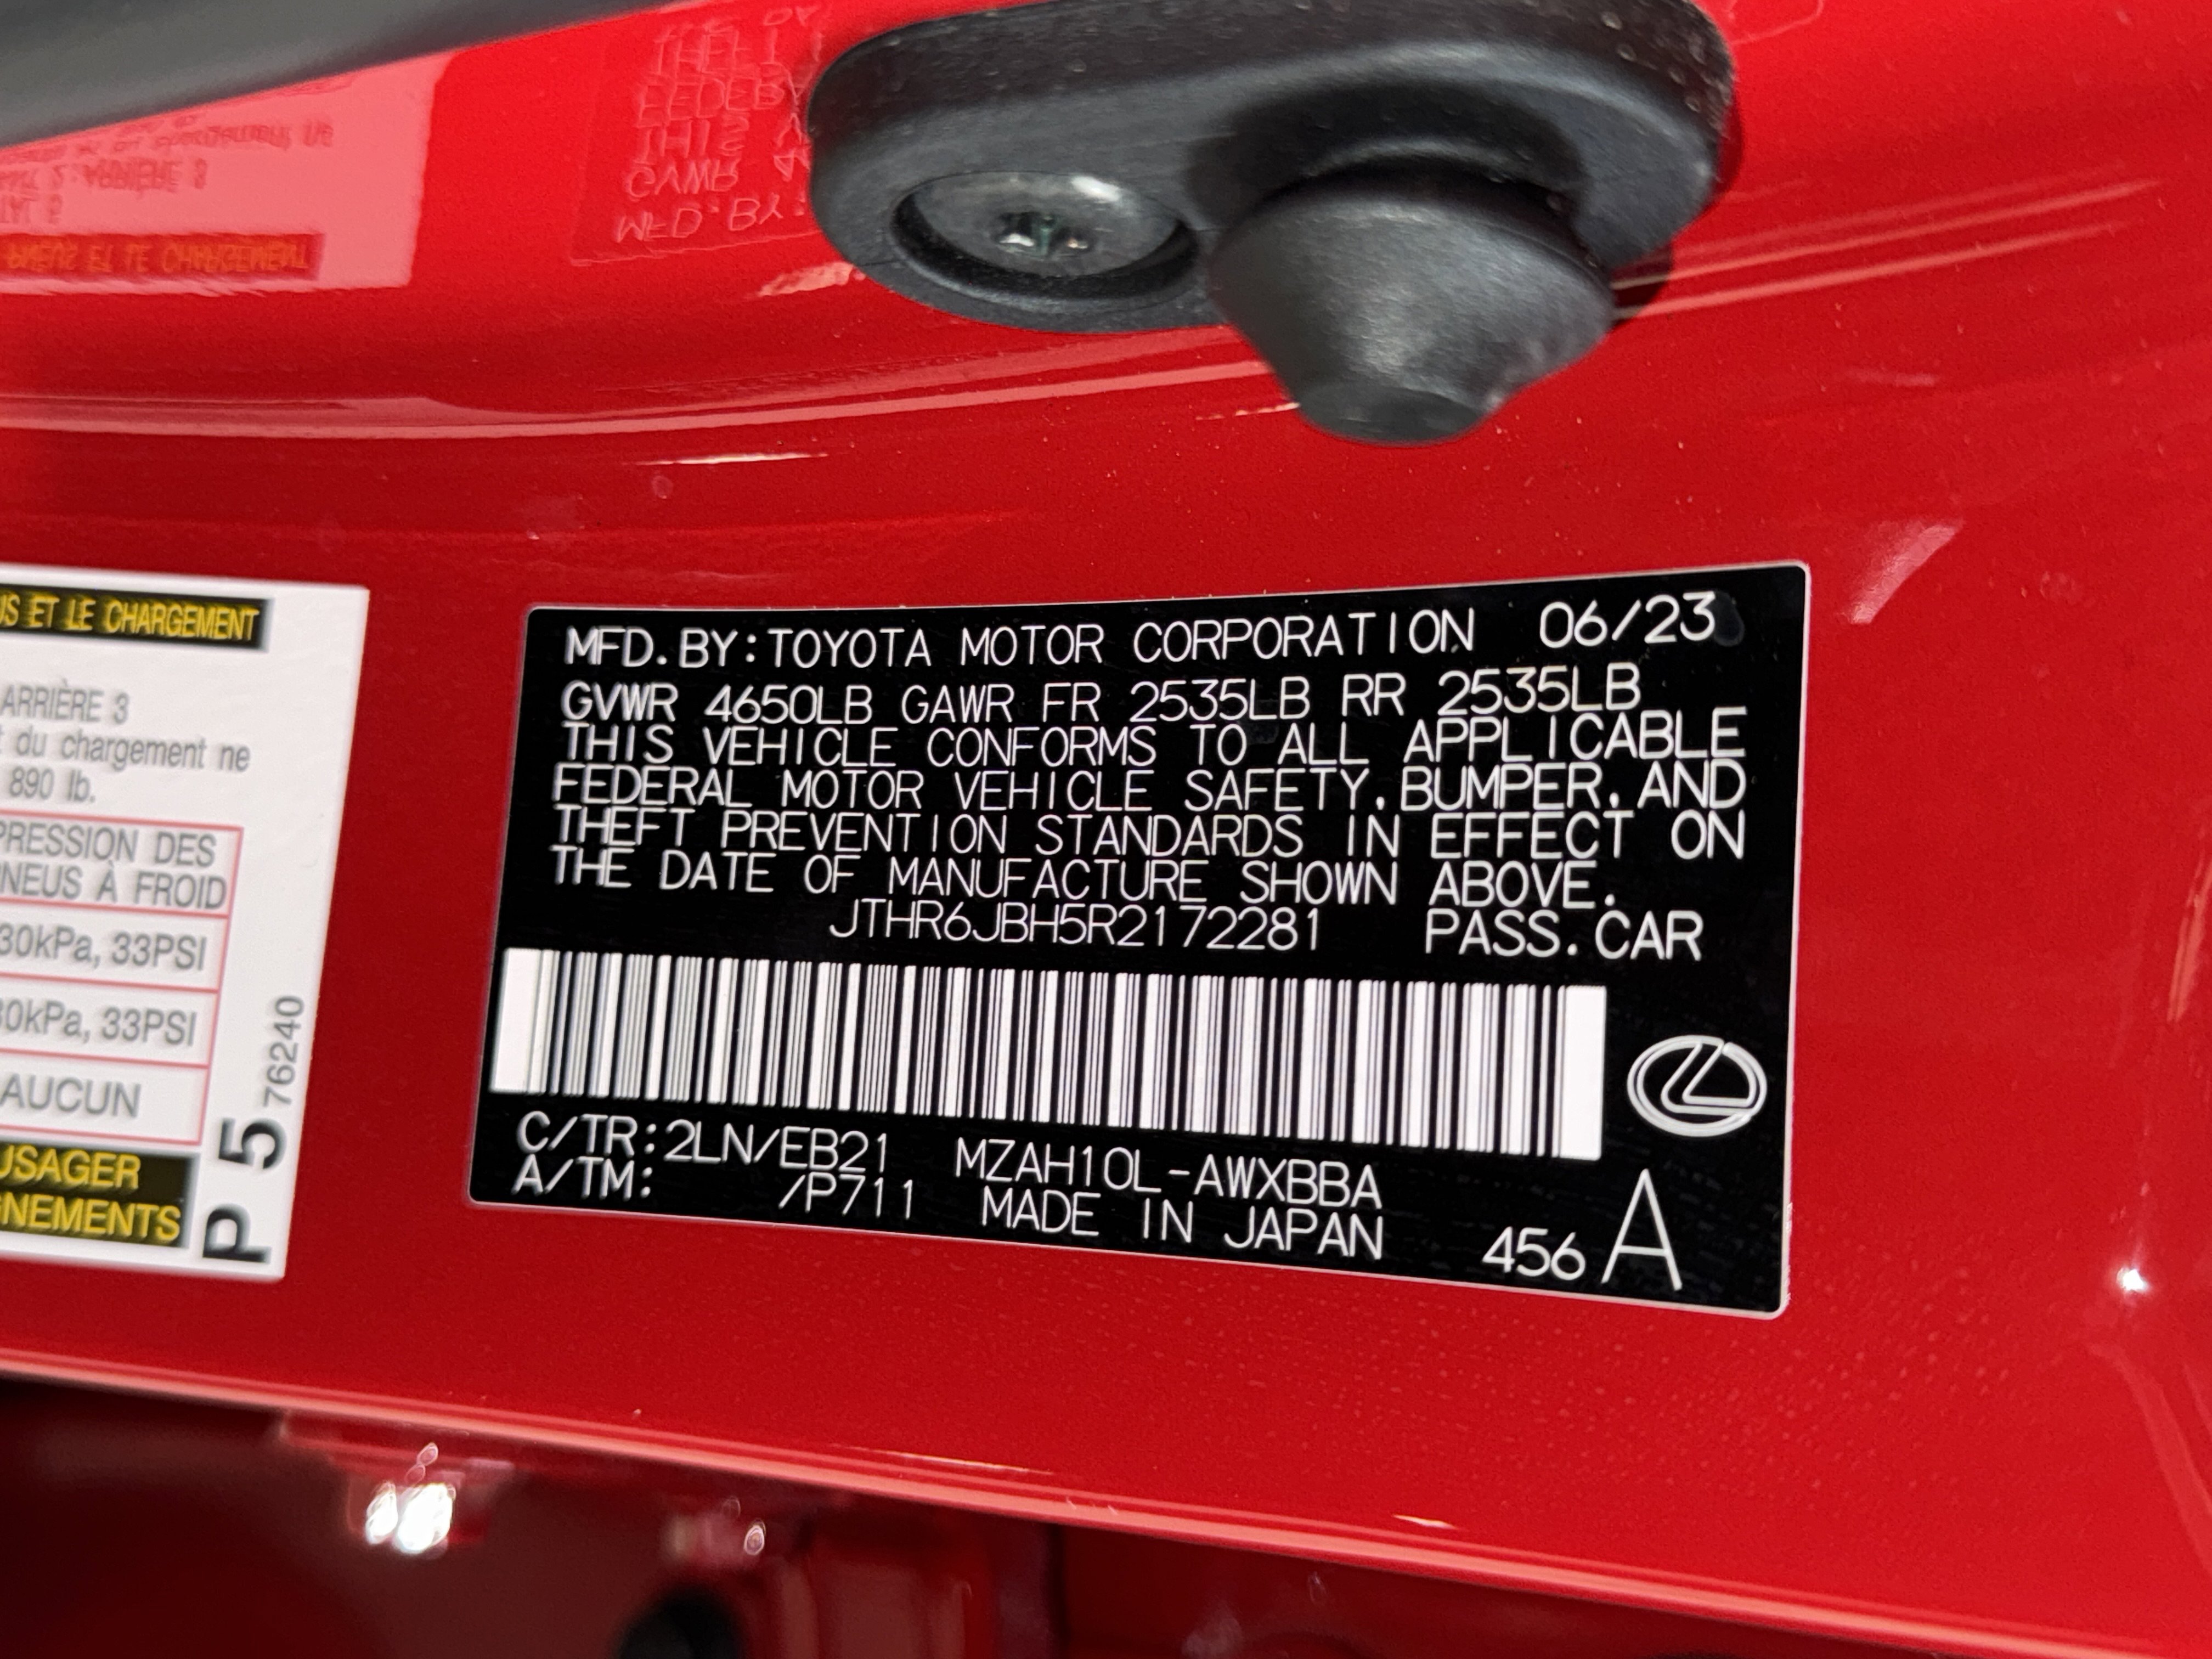 US ET LE CHARGEMENT
ARRIÈRE 3
du chargement ne
890 lb.
PRESSION DES
NEUS À FROID
30kPa, 33PSI
30kPa, 33PSI
AUCUN
USAGER
GNEMENTS
P 5 76240
MFD.BY:TOYOTA MOTOR CORPORATION 06/23
GVWR 4650LB GAWR FR 2535LB RR 2535LB
THIS VEHICLE CONFORMS TO ALL APPLICABLE
FEDERAL MOTOR VEHICLE SAFETY, BUMPER, AND
THEFT PREVENTION STANDARDS IN EFFECT ON
THE DATE OF MANUFACTURE SHOWN ABOVE.
JTHR6JBH5R2172281 PASS.CAR
C/TR:2LN/EB21 MZAH10L-AWXBBA
A/TM: /P711 MADE IN JAPAN
456 A